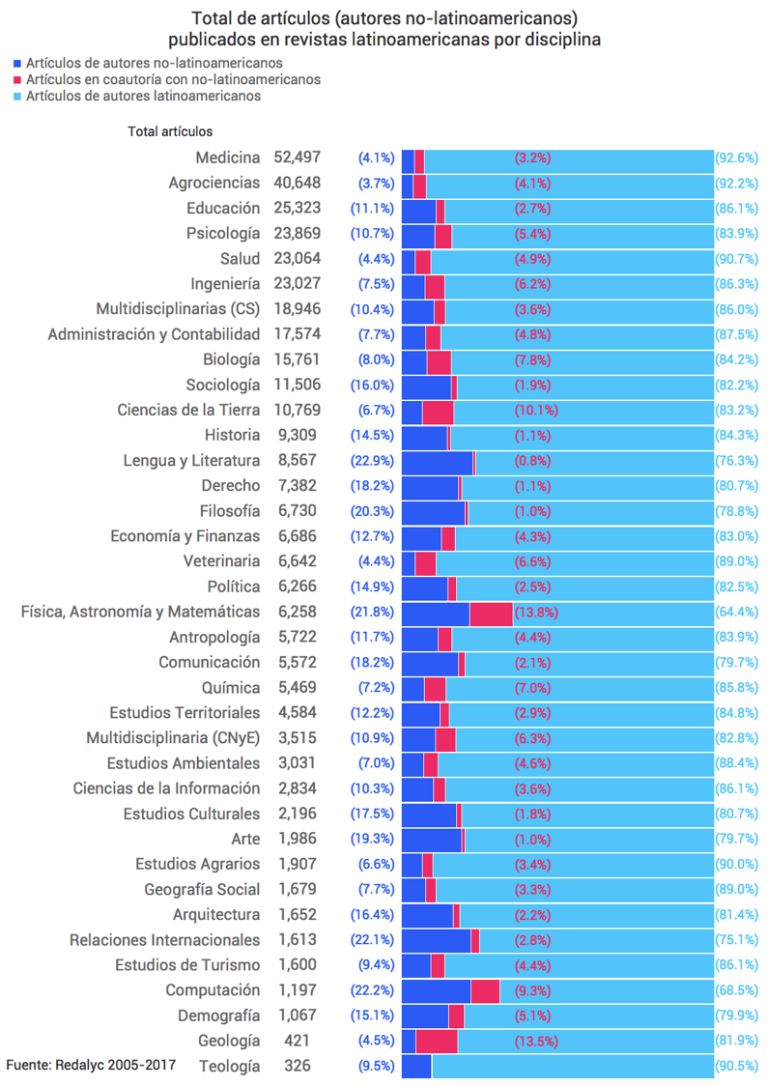 Total de artículos (autores no-latinoamericanos)
publicados en revistas latinoamericanas por disciplina
Artículos de autores no-latinoamericanos
Artículos en coautoría con no-latinoamericanos
Artículos de autores latinoamericanos
Total artículos
Medicina 52,497 (4.1%) (3.2%) (92.6%)
Agrociencias 40,648 (3.7%) (4.1%) (92.2%)
Educación 25,323 (11.1%) (2.7%) (86.1%)
Psicología 23,869 (10.7%) (5.4%) (83.9%)
Salud 23,064 (4.4%) (4.9%) (90.7%)
Ingeniería 23,027 (7.5%) (6.2%) (86.3%)
Multidisciplinarias (CS) 18,946 (10.4%) (3.6%) (86.0%)
Administración y Contabilidad 17,574 (7.7%) (4.8%) (87.5%)
Biología 15,761 (8.0%) (7.8%) (84.2%)
Sociología 11,506 (16.0%) (1.9%) (82.2%)
Ciencias de la Tierra 10,769 (6.7%) (10.1%) (83.2%)
Historia 9,309 (14.5%) (1.1%) (84.3%)
Lengua y Literatura 8,567 (22.9%) (0.8%) (76.3%)
Derecho 7,382 (18.2%) (1.1%) (80.7%)
Filosofía 6,730 (20.3%) (1.0%) (78.8%)
Economía y Finanzas 6,686 (12.7%) (4.3%) (83.0%)
Veterinaria 6,642 (4.4%) (6.6%) (89.0%)
Política 6,266 (14.9%) (2.5%) (82.5%)
Física, Astronomía y Matemáticas 6,258 (21.8%) (13.8%) (64.4%)
Antropología 5,722 (11.7%) (4.4%) (83.9%)
Comunicación 5,572 (18.2%) (2.1%) (79.7%)
Química 5,469 (7.2%) (7.0%) (85.8%)
Estudios Territoriales 4,584 (12.2%) (2.9%) (84.8%)
Multidisciplinaria (CNyE) 3,515 (10.9%) (6.3%) (82.8%)
Estudios Ambientales 3,031 (7.0%) (4.6%) (88.4%)
Ciencias de la Información 2,834 (10.3%) (3.6%) (86.1%)
Estudios Culturales 2,196 (17.5%) (1.8%) (80.7%)
Arte 1,986 (19.3%) (1.0%) (79.7%)
Estudios Agrarios 1,907 (6.6%) (3.4%) (90.0%)
Geografía Social 1,679 (7.7%) (3.3%) (89.0%)
Arquitectura 1,652 (16.4%) (2.2%) (81.4%)
Relaciones Internacionales 1,613 (22.1%) (2.8%) (75.1%)
Estudios de Turismo 1,600 (9.4%) (4.4%) (86.1%)
Computación 1,197 (22.2%) (9.3%) (68.5%)
Demografía 1,067 (15.1%) (5.1%) (79.9%)
Geología 421 (4.5%) (13.5%) (81.9%)
Fuente: Redalyc 2005-2017 Teología 326 (9.5%) (90.5%)